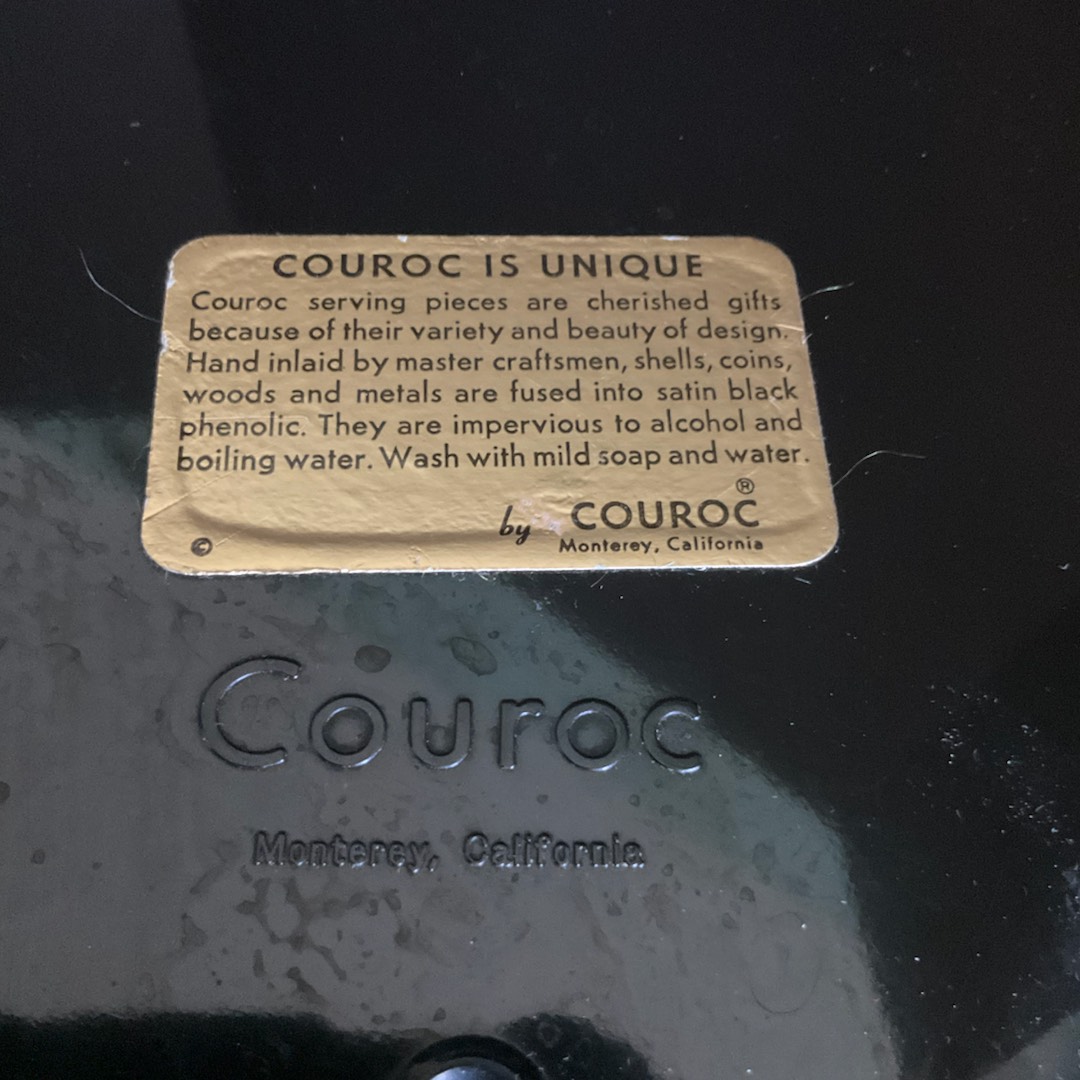 COUROC IS UNIQUE
Couroc serving pieces are cherished gifts
because of their variety and beauty of design.
Hand inlaid by master craftsmen, shells, coins,
woods and metals are fused into satin black
phenolic. They are impervious to alcohol and
boiling water. Wash with mild soap and water.
by COUROC®
© Monterey, California
Couroc
Monterey, California